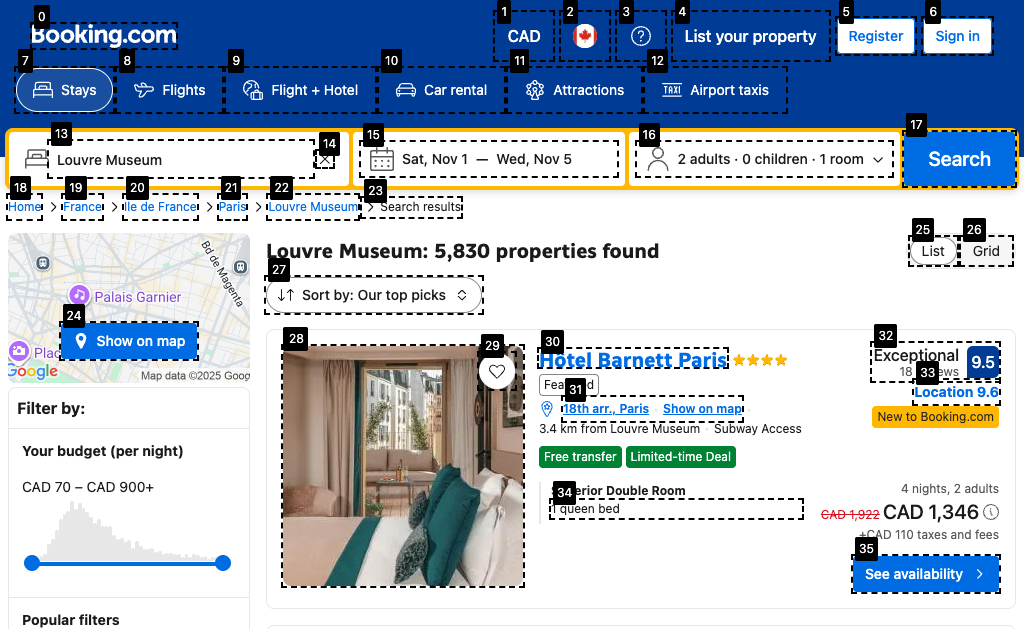 0
1
2
3
4
5
6
Booking.com
CAD
List your property
Register
Sign in
7
8
9
10
11
12
Stays
Flights
Flight + Hotel
Car rental
Attractions
TAXI Airport taxis
13
14
15
16
17
Louvre Museum
Sat, Nov 1 — Wed, Nov 5
2 adults · 0 children · 1 room
Search
18
19
20
21
22
23
Home
France
Ile de France
Paris
Louvre Museum
Search results
Bd de Magenta
Palais Garnier
24
Show on map
Google
Map data ©2025 Goog
Louvre Museum: 5,830 properties found
25
26
List
Grid
27
Sort by: Our top picks
Filter by:
Your budget (per night)
CAD 70 – CAD 900+
Popular filters
28
29
30
Hôtel Barnett Paris
31
18th arr., Paris
Show on map
3.4 km from Louvre Museum
Subway Access
Free transfer
Limited-time Deal
34
1 queen bed
Double Room
32
Exceptional
9.5
18
33
Location 9.6
New to Booking.com
4 nights, 2 adults
CAD 1,922 CAD 1,346
+CAD 110 taxes and fees
35
See availability